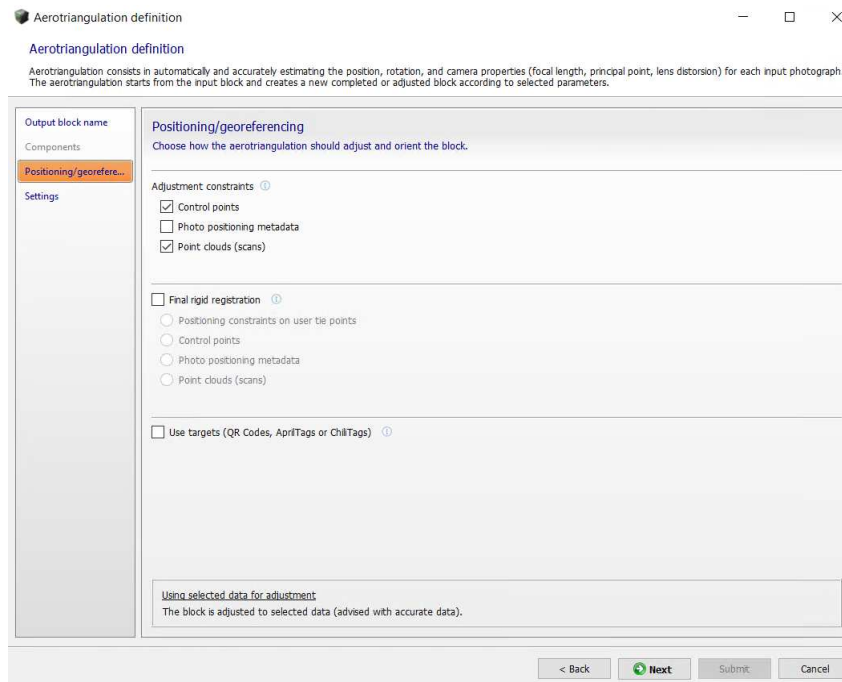 Aerotriangulation definition
Aerotriangulation definition
Aerotriangulation consists in automatically and accurately estimating the position, rotation, and camera properties (focal length, principal point, lens distorsion) for each input photograph
The aerotriangulation starts from the input block and creates a new completed or adjusted block according to selected parameters.
Output block name
Components
Positioning/georefere...
Settings
Positioning/georeferencing
Choose how the aerotriangulation should adjust and orient the block.
Adjustment constraints
Control points
Photo positioning metadata
Point clouds (scans)
Final rigid registration
Positioning constraints on user tie points
Control points
Photo positioning metadata
Point clouds (scans)
Use targets (QR Codes, AprilTags or ChiliTags)
Using selected data for adjustment
The block is adjusted to selected data (advised with accurate data).
< Back Next Submit Cancel